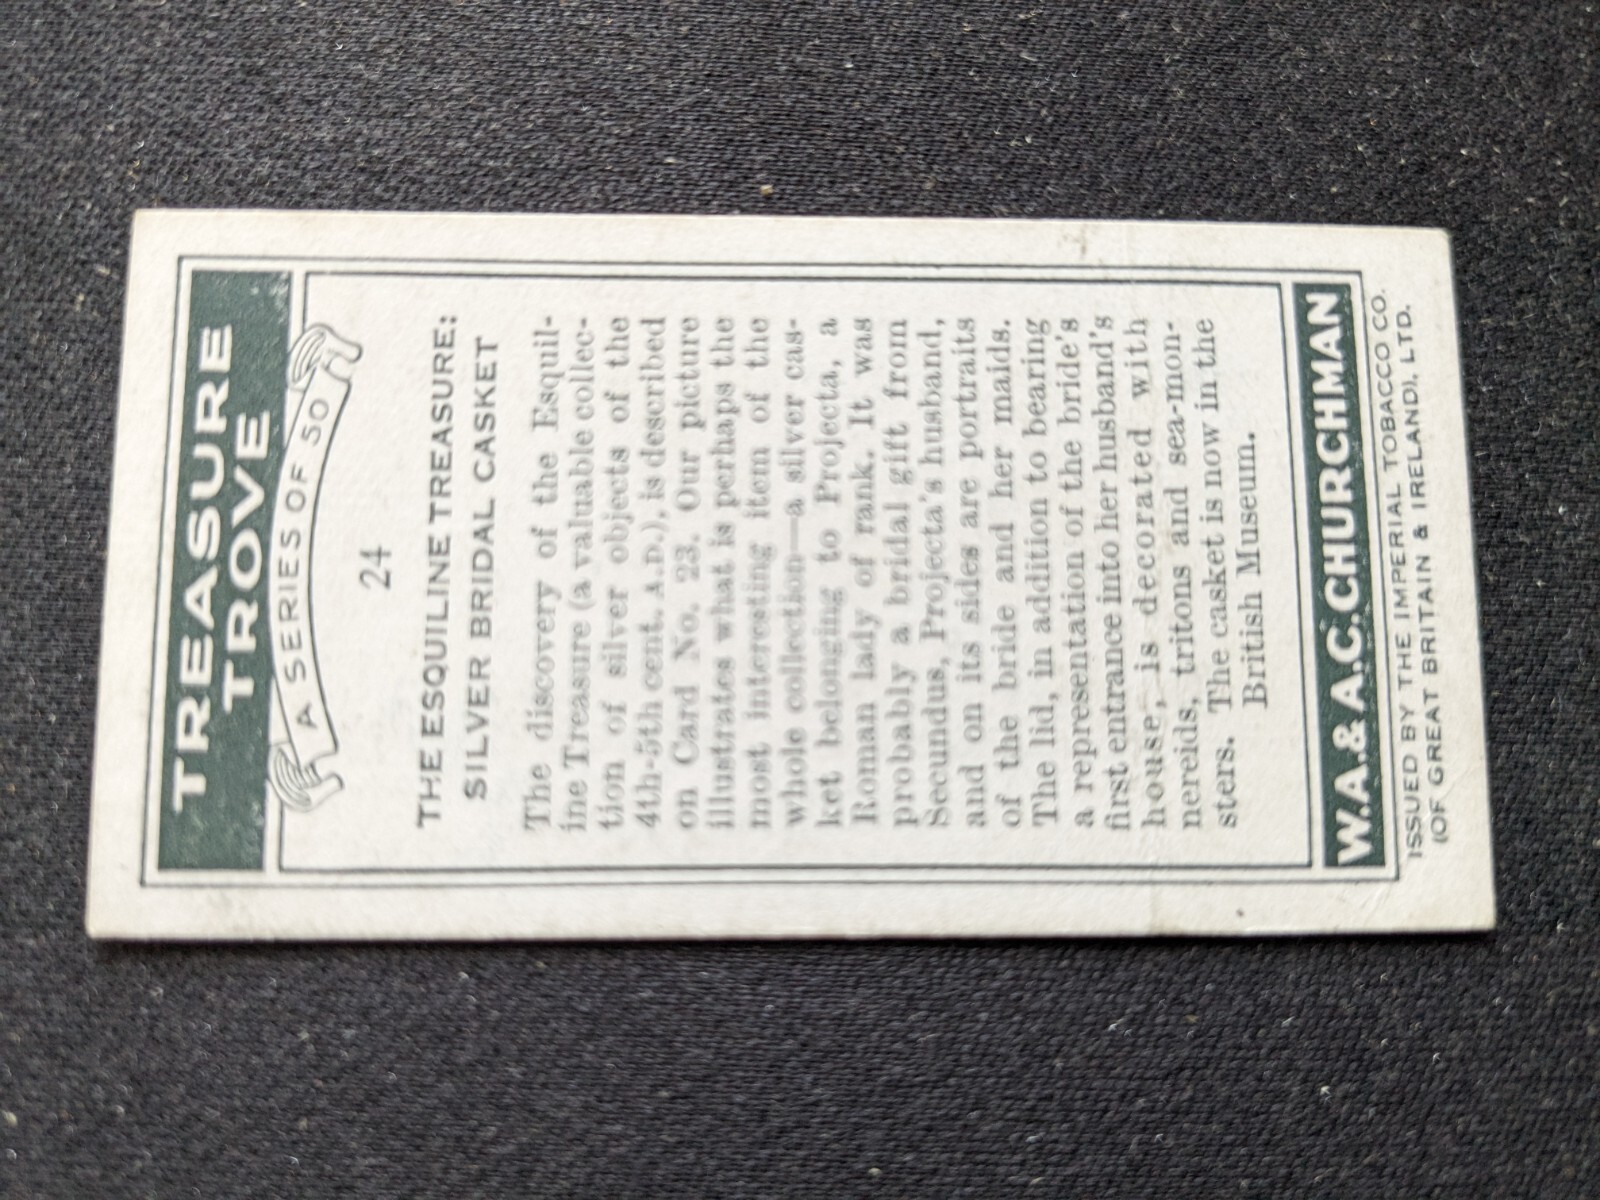 TREASURE
TROVE
A SERIES OF 50
24
THE ESQUILINE TREASURE:
SILVER BRIDAL CASKET
The discovery of the Esquil-
ine Treasure (a valuable collec-
tion of silver objects of the
4th-5th cent. A.D.), is described
on Card No. 23. Our picture
illustrates what is perhaps the
most interesting item of the
whole collection—a silver cas-
ket belonging to Projecta, a
Roman lady of rank. It was
probably a bridal gift from
Secundus, Projecta's husband,
and on its sides are portraits
of the bride and her maids.
The lid, in addition to bearing
a representation of the bride's
first entrance into her husband's
house, is decorated with
nereids, tritons and sea-mon-
sters. The casket is now in the
British Museum.
W.A.& A.C.CHURCHMAN
ISSUED BY THE IMPERIAL TOBACCO CO.
(OF GREAT BRITAIN & IRELAND), LTD.